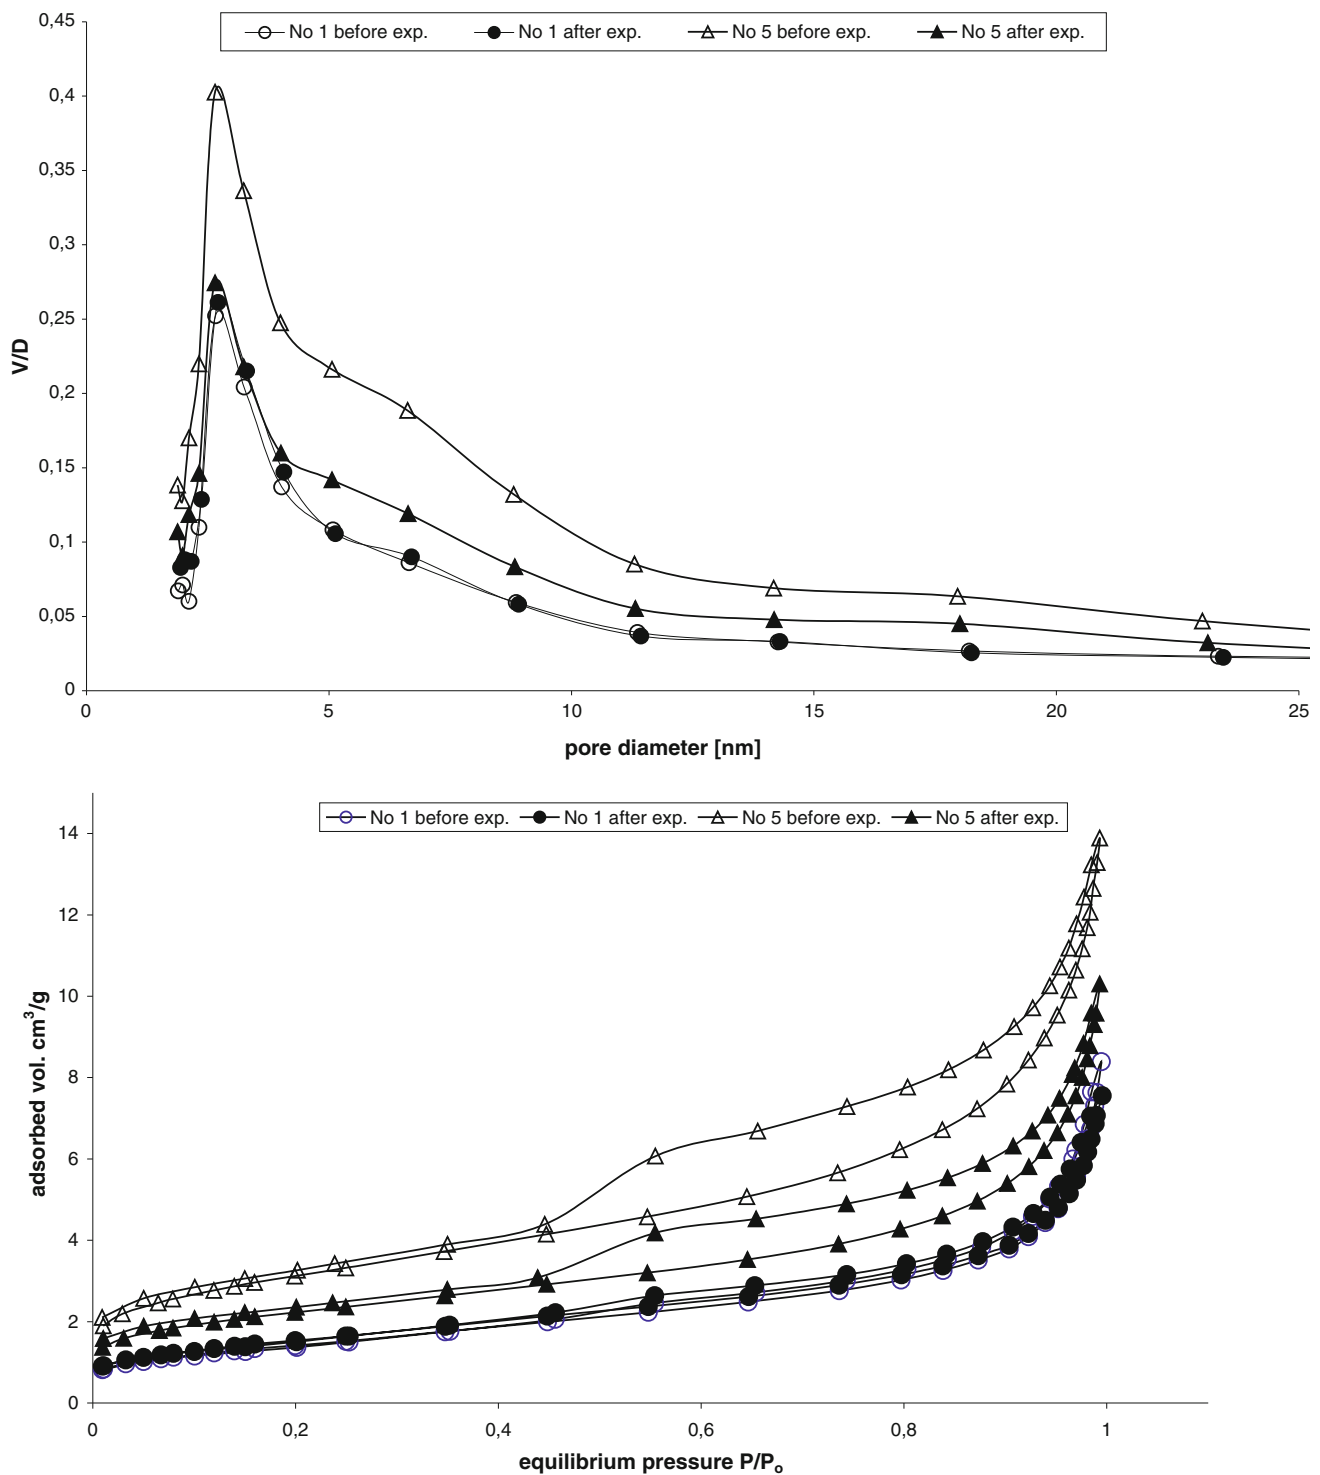 No 1 before exp. No 1 after exp. No 5 before exp. No 5 after exp.
0,45
0,4
0,35
0,3
0,25
0,2
0,15
0,1
0,05
0
V/D
0 5 10 15 20 25
pore diameter [nm]
No 1 before exp. No 1 after exp. No 5 before exp. No 5 after exp.
14
12
10
8
6
4
2
0
adsorbed vol. cm³/g
0 0,2 0,4 0,6 0,8 1
equilibrium pressure P/Pₒ